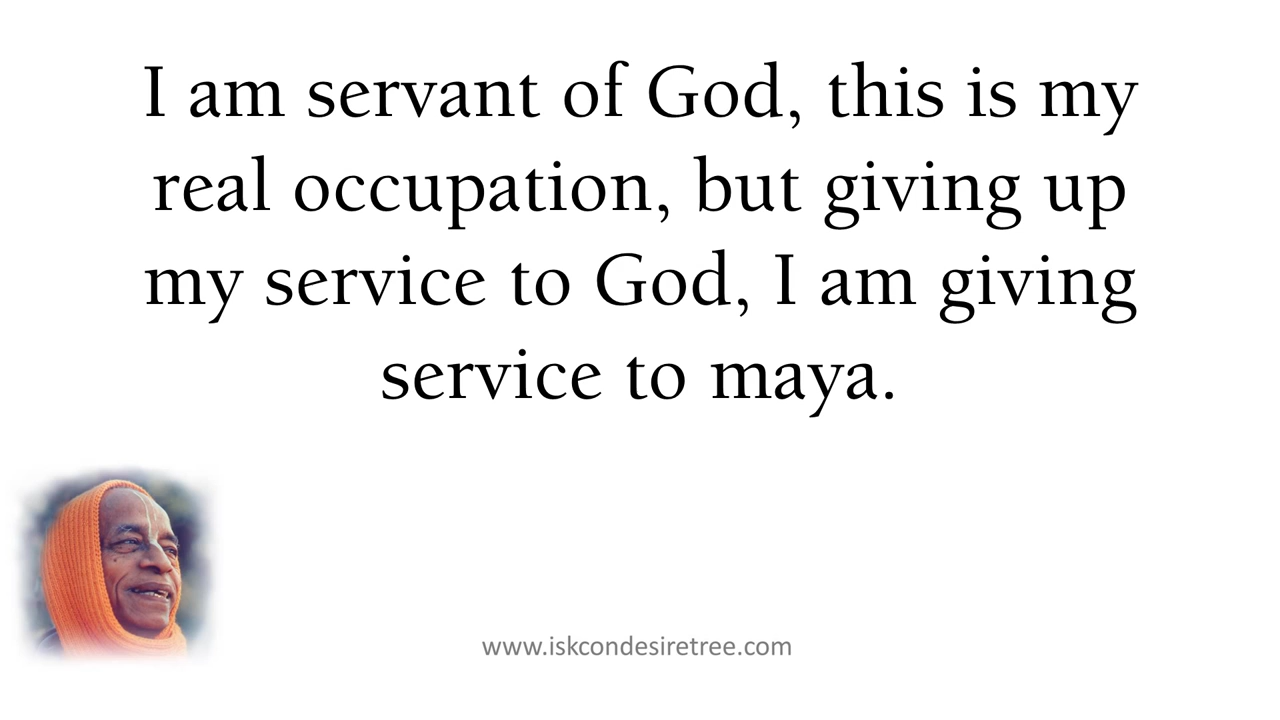 I am servant of God, this is my
real occupation, but giving up
my service to God, I am giving
service to maya.
www.iskcondesiretree.com